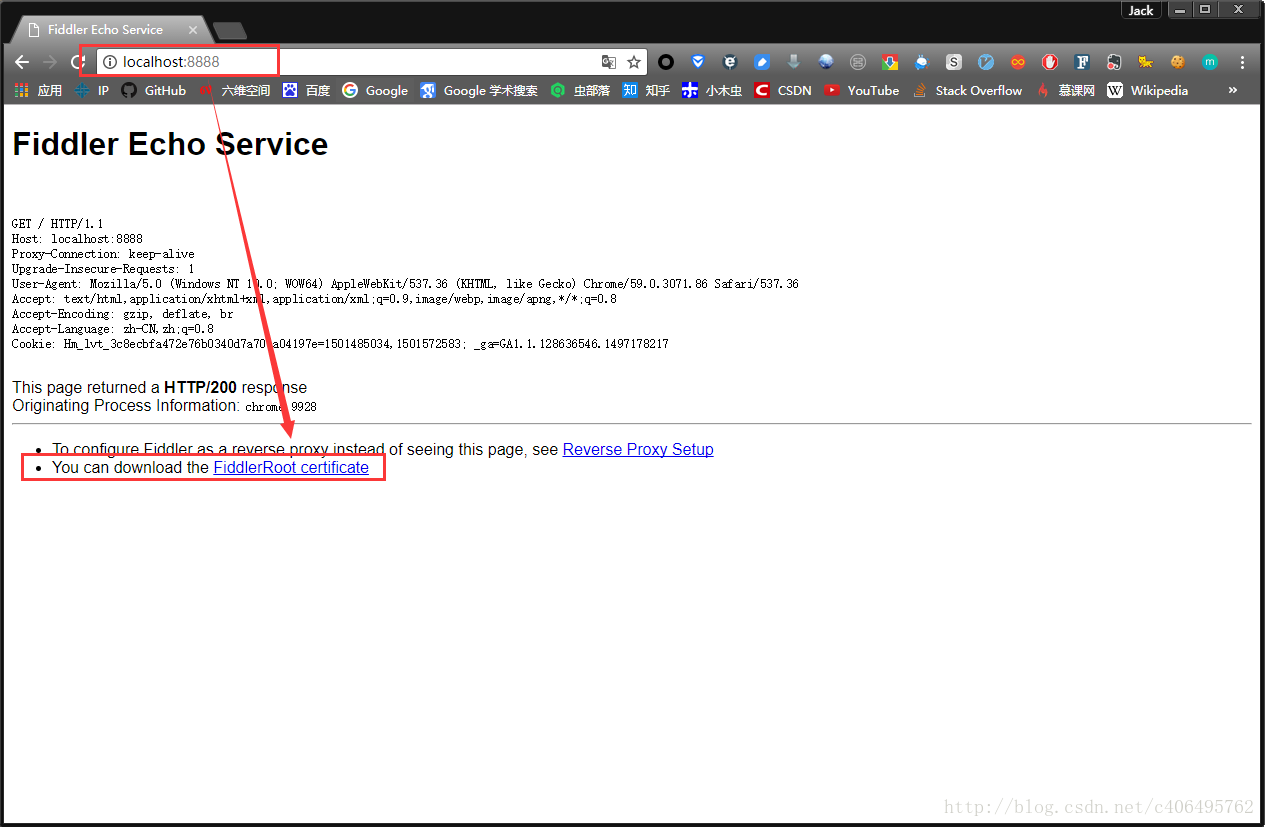 Jack
Fiddler Echo Service
localhost:8888
应用 IP GitHub 六维空间 百度 Google Google 学术搜索 虫部落 知乎 小木虫 CSDN YouTube Stack Overflow 慕课网 Wikipedia »
Fiddler Echo Service
GET / HTTP/1.1
Host: localhost:8888
Proxy-Connection: keep-alive
Upgrade-Insecure-Requests: 1
User-Agent: Mozilla/5.0 (Windows NT 10.0; WOW64) AppleWebKit/537.36 (KHTML, like Gecko) Chrome/59.0.3071.86 Safari/537.36
Accept: text/html,application/xhtml+xml,application/xml;q=0.9,image/webp,image/apng,*/*;q=0.8
Accept-Encoding: gzip, deflate, br
Accept-Language: zh-CN,zh;q=0.8
Cookie: =1501485034,1501572583; _ga=GA1.1.128636546.1497178217
This page returned a HTTP/200 response
Originating Process Information: chrome:9928
To configure Fiddler as a reverse proxy instead of seeing this page, see Reverse Proxy Setup
You can download the FiddlerRoot certificate
http://blog.csdn.net/c406495762